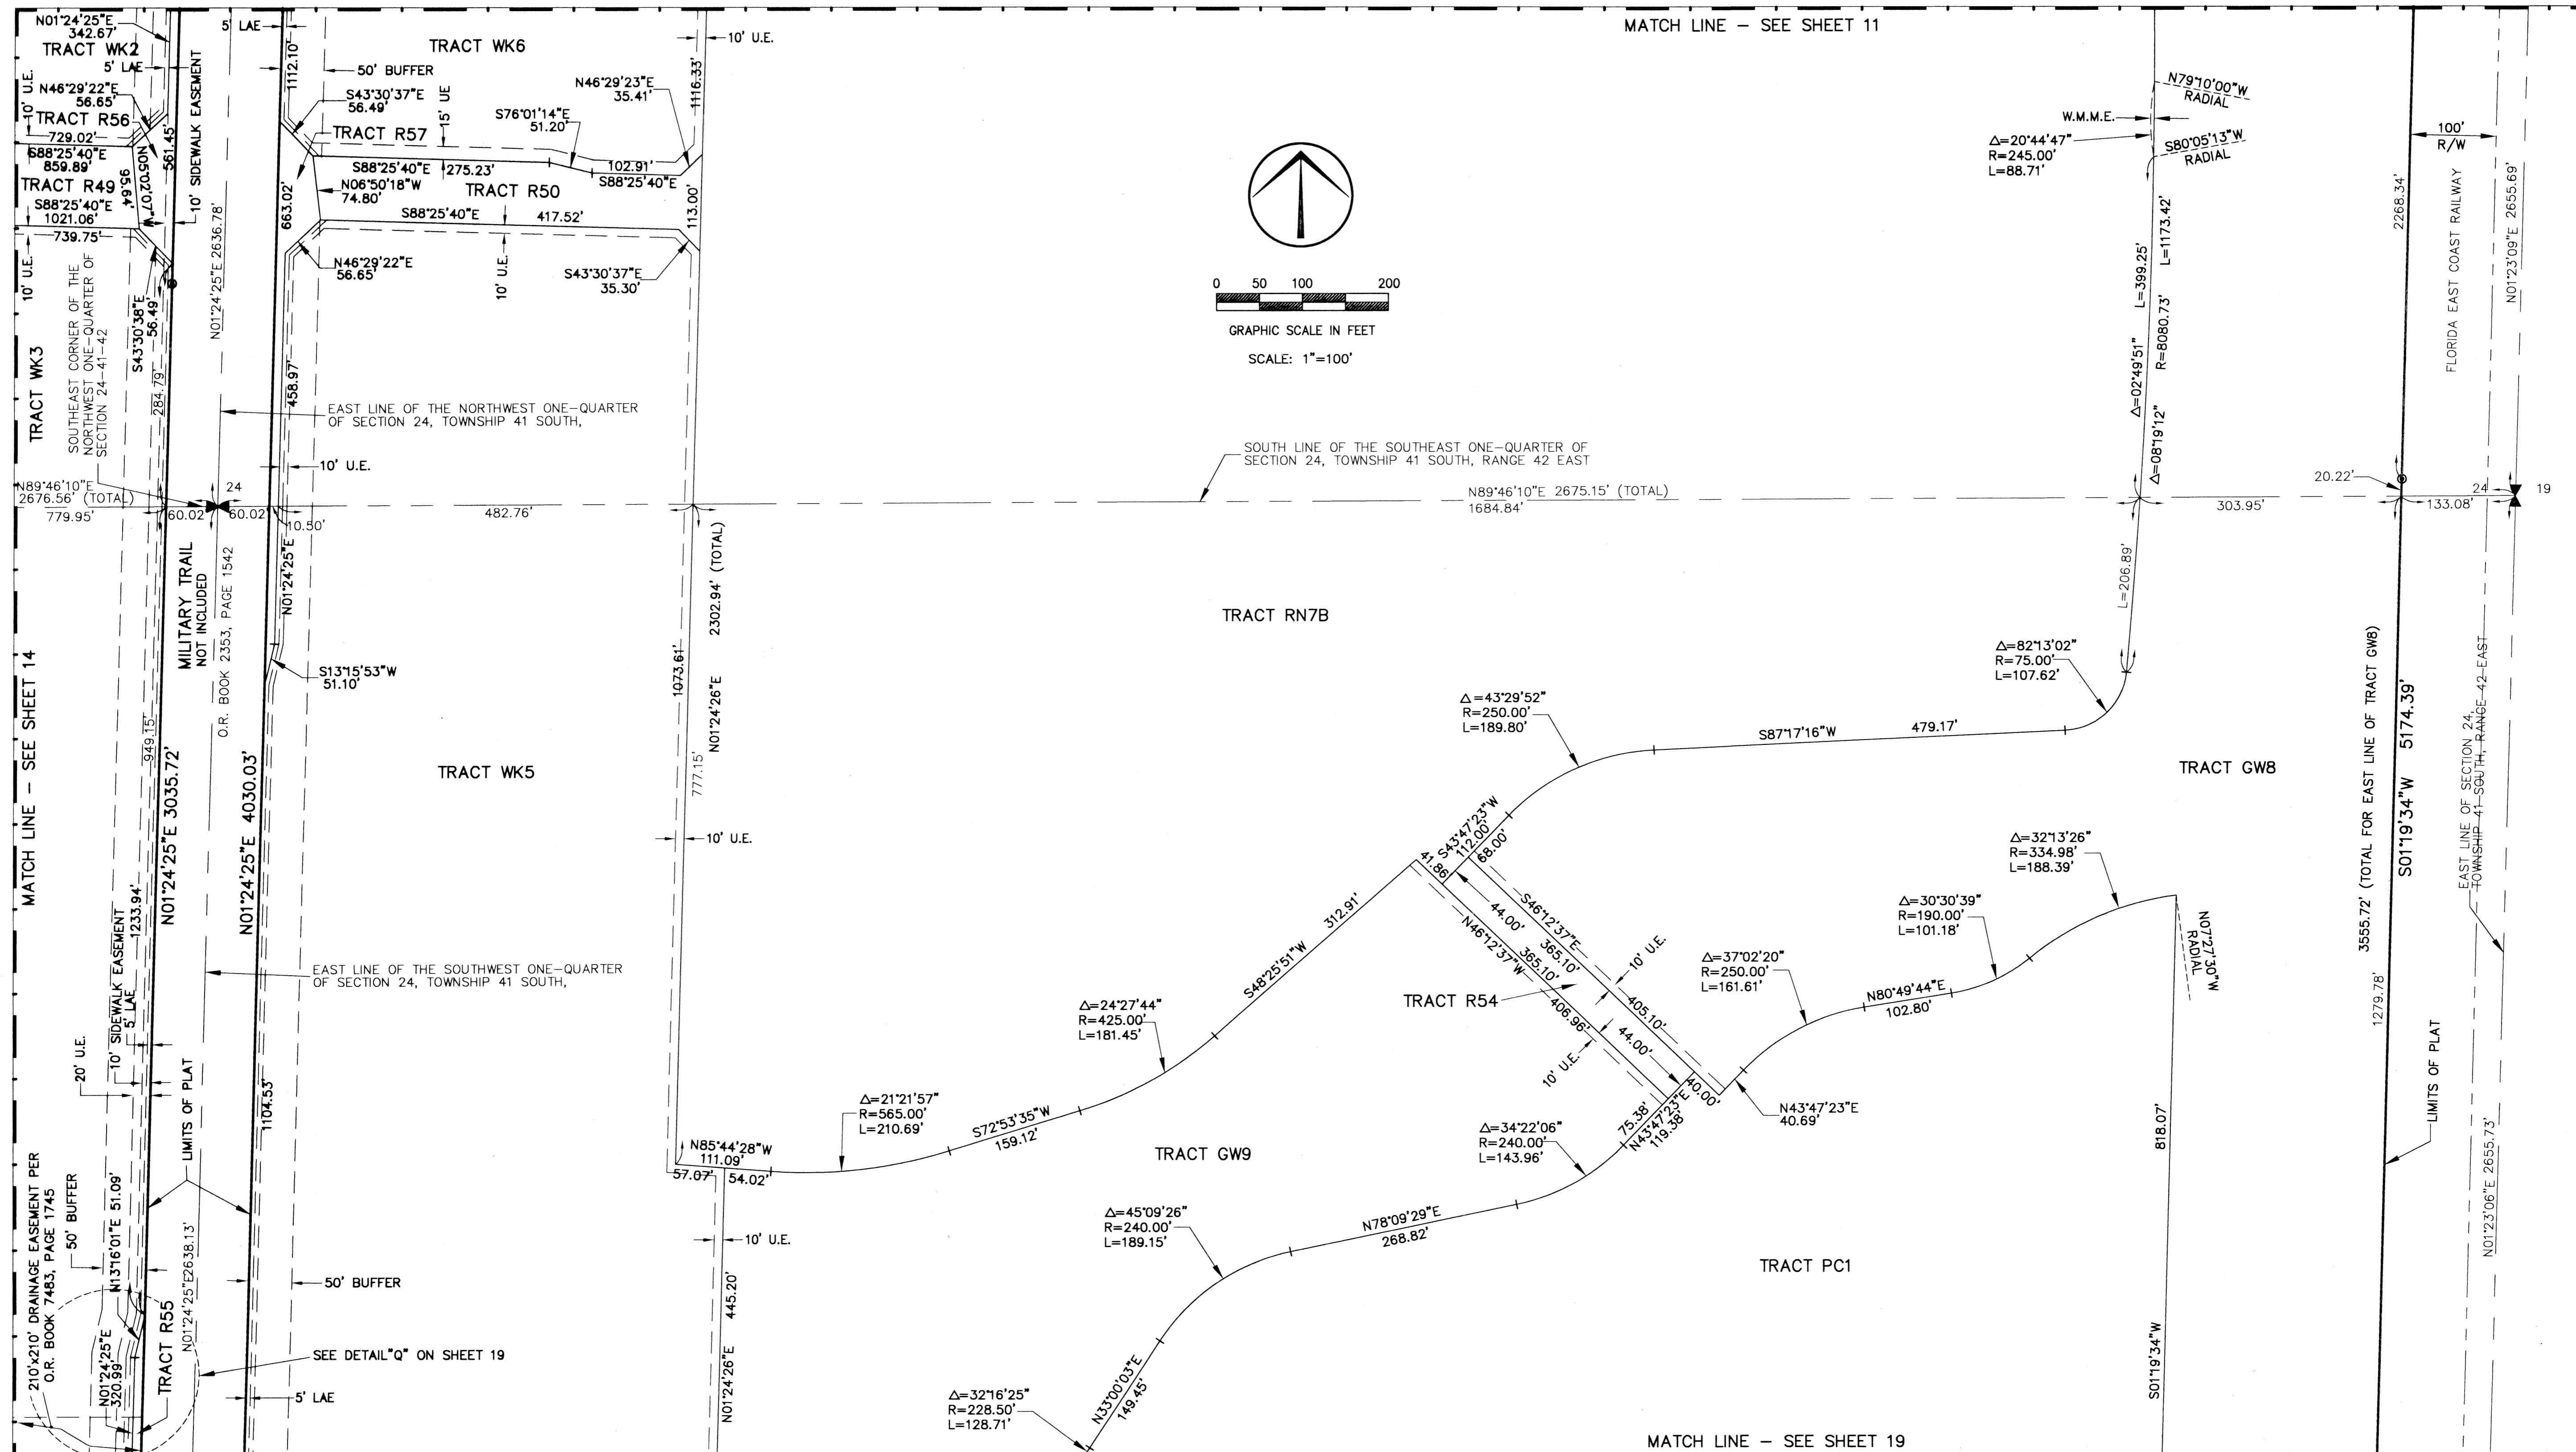 MATCH LINE – SEE SHEET 11
N01°24'25"E
342.67'
TRACT WK2
5' LAE
10' U.E.
N46°29'22"E
56.65'
TRACT R56
729.02'
S88°25'40"E
859.89'
TRACT R49
S88°25'40"E
1021.06'
739.75'
10' U.E.
N05°02'07"W
95.64'
561.45'
10' SIDEWALK EASEMENT
N01°24'25"E 2636.78'
5' LAE
1112.10'
TRACT WK6
50' BUFFER
S43°30'37"E
56.49'
TRACT R57
15' UE
S76°01'14"E
51.20'
N46°29'23"E
35.41'
10' U.E.
1116.33'
S88°25'40"E
275.23'
102.91'
S88°25'40"E
N06°50'18"W
74.80'
TRACT R50
663.02'
S88°25'40"E
417.52'
113.00'
N46°29'22"E
56.65'
10' U.E.
S43°30'37"E
35.30'
0 50 100 200
GRAPHIC SCALE IN FEET
SCALE: 1"=100'
N79°10'00"W
RADIAL
W.M.M.E.
Δ=20°44'47"
R=245.00'
L=88.71'
S80°05'13"W
RADIAL
100'
R/W
2268.34'
FLORIDA EAST COAST RAILWAY
N01°23'09"E 2655.69'
Δ=02°49'51" L=399.25'
Δ=08°19'12" R=8080.73' L=1173.42'
TRACT WK3
SOUTHEAST CORNER OF THE
NORTHWEST ONE–QUARTER OF
SECTION 24–41–42
S43°30'38"E
56.49'
284.79'
458.97'
EAST LINE OF THE NORTHWEST ONE–QUARTER
OF SECTION 24, TOWNSHIP 41 SOUTH,
10' U.E.
SOUTH LINE OF THE SOUTHEAST ONE–QUARTER OF
SECTION 24, TOWNSHIP 41 SOUTH, RANGE 42 EAST
N89°46'10"E
2676.56' (TOTAL)
779.95'
24
60.02'
60.02'
10.50'
482.76'
N89°46'10"E 2675.15' (TOTAL)
1684.84'
303.95'
20.22'
24
19
133.08'
MATCH LINE – SEE SHEET 14
MILITARY TRAIL
NOT INCLUDED
O.R. BOOK 2353, PAGE 1542
N01°24'25"E
S13°15'53"W
51.10'
949.15'
N01°24'25"E 3035.72'
N01°24'25"E 4030.03'
TRACT WK5
1073.61'
2302.94' (TOTAL)
N01°24'26"E
777.15'
10' U.E.
TRACT RN7B
L=206.89'
Δ=82°13'02"
R=75.00'
L=107.62'
S87°17'16"W 479.17'
Δ=43°29'52"
R=250.00'
L=189.80'
TRACT GW8
3555.72' (TOTAL FOR EAST LINE OF TRACT GW8)
S01°19'34"W 5174.39'
EAST LINE OF SECTION 24,
TOWNSHIP 41 SOUTH, RANGE 42 EAST
S43°47'23"W
112.00'
68.00'
41.86
44.00'
S46°12'37"E
365.10'
N46°12'37"W
365.10'
10' U.E.
TRACT R54
406.96'
405.10'
44.00'
10' U.E.
40.00'
N43°47'23"E
40.69'
75.38'
N43°47'23"E
119.38'
Δ=37°02'20"
R=250.00'
L=161.61'
N80°49'44"E
102.80'
Δ=30°30'39"
R=190.00'
L=101.18'
Δ=32°13'26"
R=334.98'
L=188.39'
N07°27'30"W
RADIAL
1279.78'
LIMITS OF PLAT
N01°23'06"E 2655.73'
S48°25'51"W 312.91'
Δ=24°27'44"
R=425.00'
L=181.45'
S72°53'35"W
159.12'
Δ=21°21'57"
R=565.00'
L=210.69'
N85°44'28"W
111.09'
57.07'
54.02'
TRACT GW9
Δ=34°22'06"
R=240.00'
L=143.96'
N78°09'29"E
268.82'
Δ=45°09'26"
R=240.00'
L=189.15'
TRACT PC1
818.07'
S01°19'34"W
N33°00'03"E
149.45'
Δ=32°16'25"
R=228.50'
L=128.71'
10' U.E.
445.20'
N01°24'26"E
1233.94'
10' SIDEWALK EASEMENT
5' LAE
20' U.E.
EAST LINE OF THE SOUTHWEST ONE–QUARTER
OF SECTION 24, TOWNSHIP 41 SOUTH,
LIMITS OF PLAT
1104.53'
210'x210' DRAINAGE EASEMENT PER
O.R. BOOK 7483, PAGE 1745
50' BUFFER
N13°16'01"E 51.09'
N01°24'25"E
320.99'
TRACT R55
N01°24'25"E2638.13'
50' BUFFER
SEE DETAIL"Q" ON SHEET 19
5' LAE
MATCH LINE – SEE SHEET 19